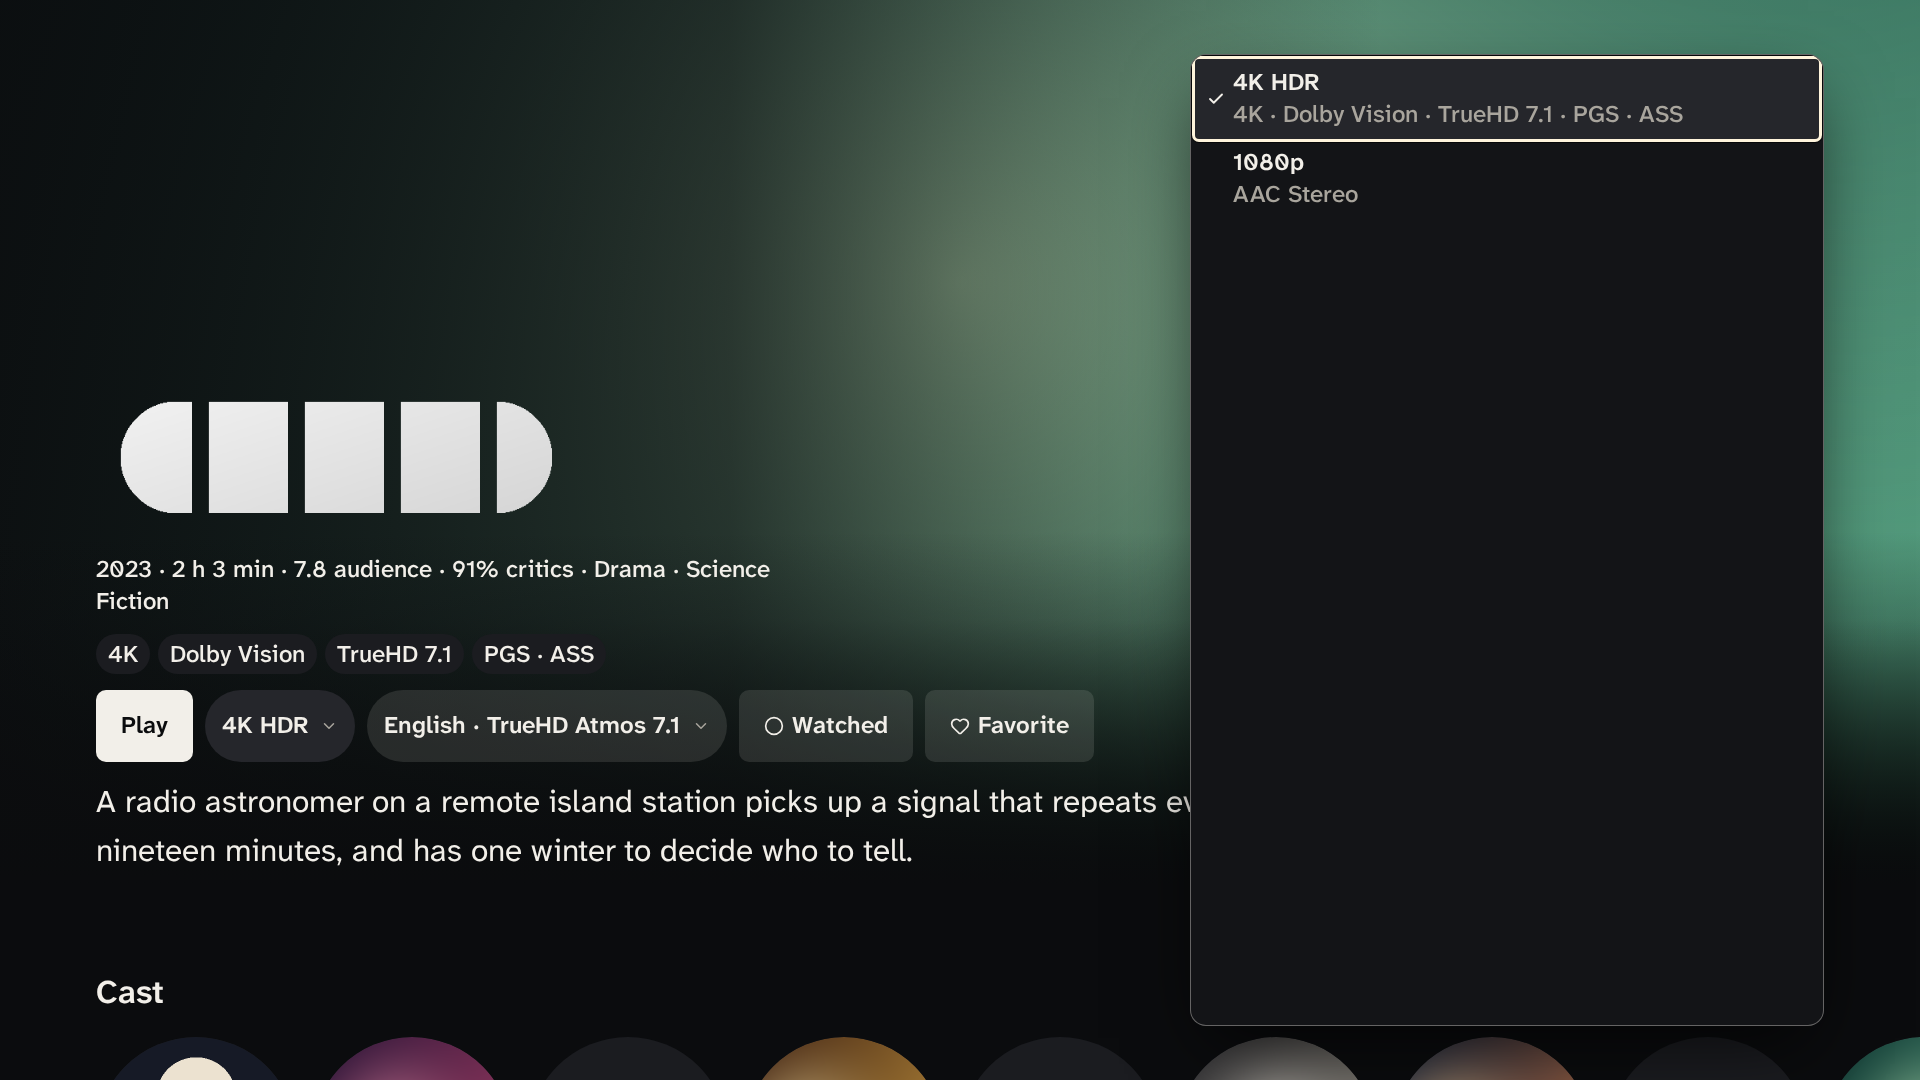 4K HDR
4K · Dolby Vision · TrueHD 7.1 · PGS · ASS
1080p
AAC Stereo
2023 · 2 h 3 min · 7.8 audience · 91% critics · Drama · Science
Fiction
4K Dolby Vision TrueHD 7.1 PGS · ASS
Play 4K HDR English · TrueHD Atmos 7.1 Watched Favorite
A radio astronomer on a remote island station picks up a signal that repeats
nineteen minutes, and has one winter to decide who to tell.
Cast